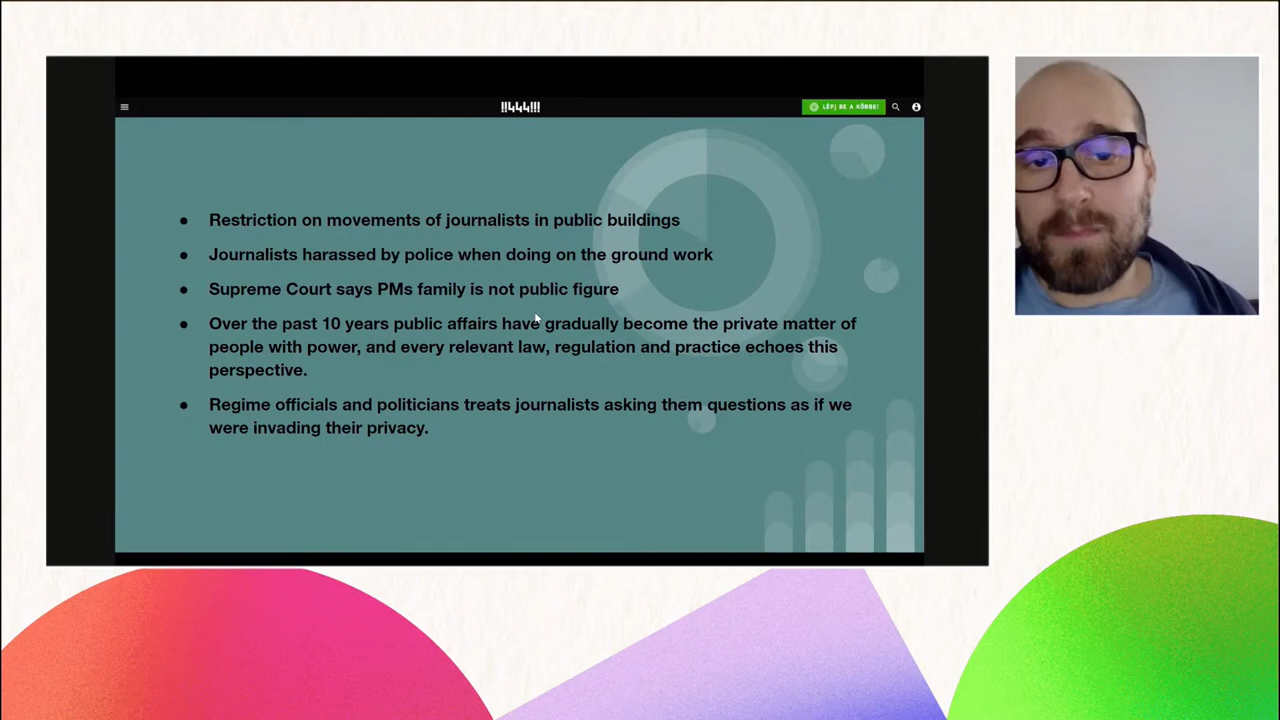 !!444!!!
LÉPJ BE A KÖRBE!
● Restriction on movements of journalists in public buildings
● Journalists harassed by police when doing on the ground work
● Supreme Court says PMs family is not public figure
● Over the past 10 years public affairs have gradually become the private matter of
people with power, and every relevant law, regulation and practice echoes this
perspective.
● Regime officials and politicians treats journalists asking them questions as if we
were invading their privacy.